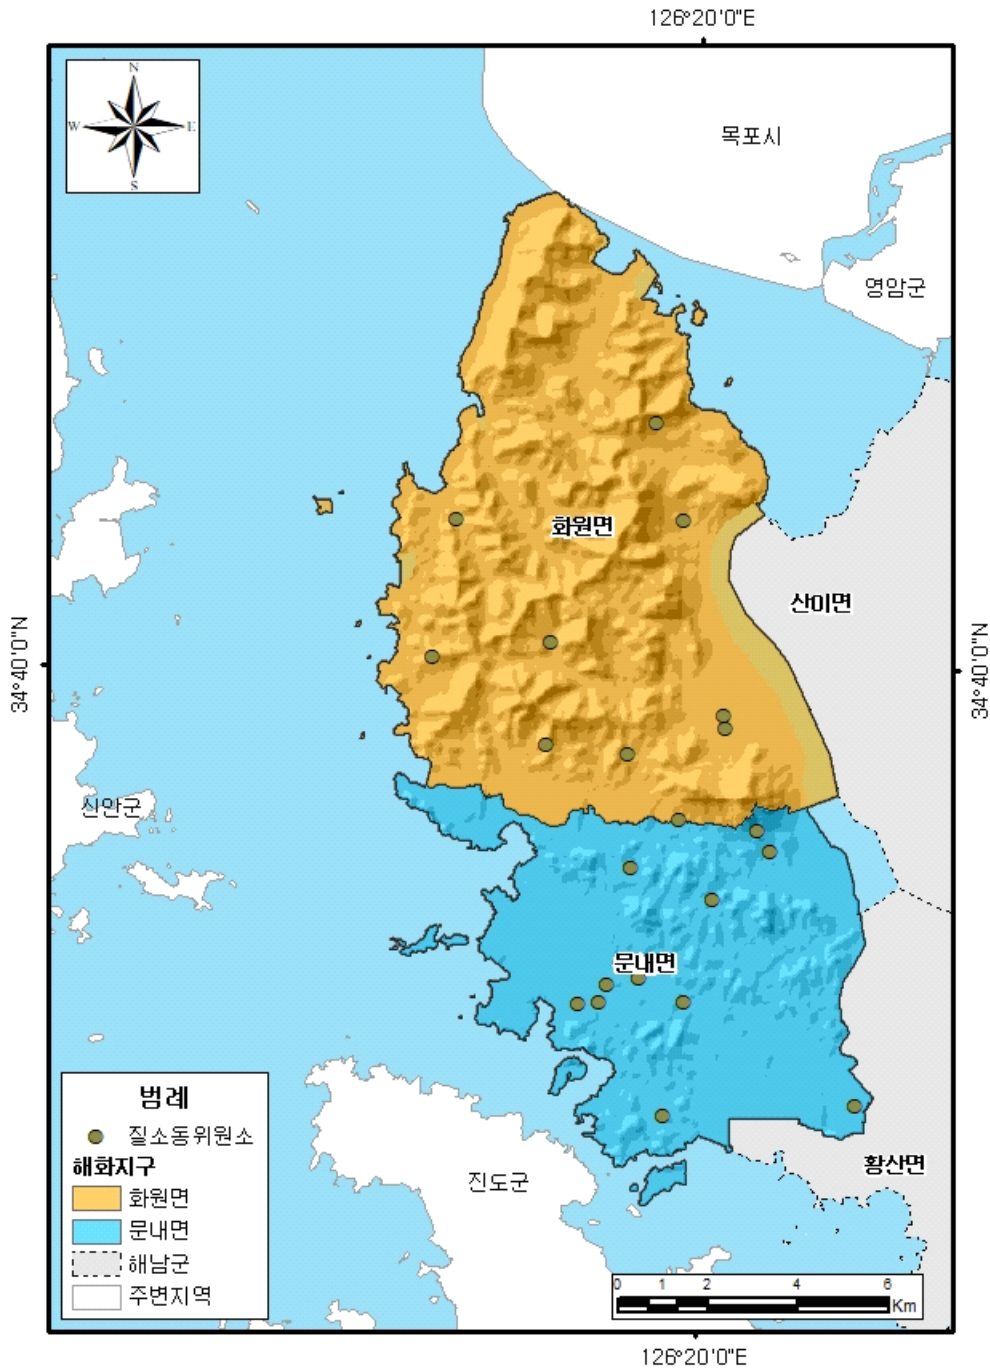 126°20'0"E
N
W E
S
목포시
영암군
화원면
산이면
34°40'0"N
34°40'0"N
신안군
문내면
범례
질소동위원소
해화지구
화원면
문내면
해남군
주변지역
진도군
황산면
0 1 2 4 6
Km
126°20'0"E